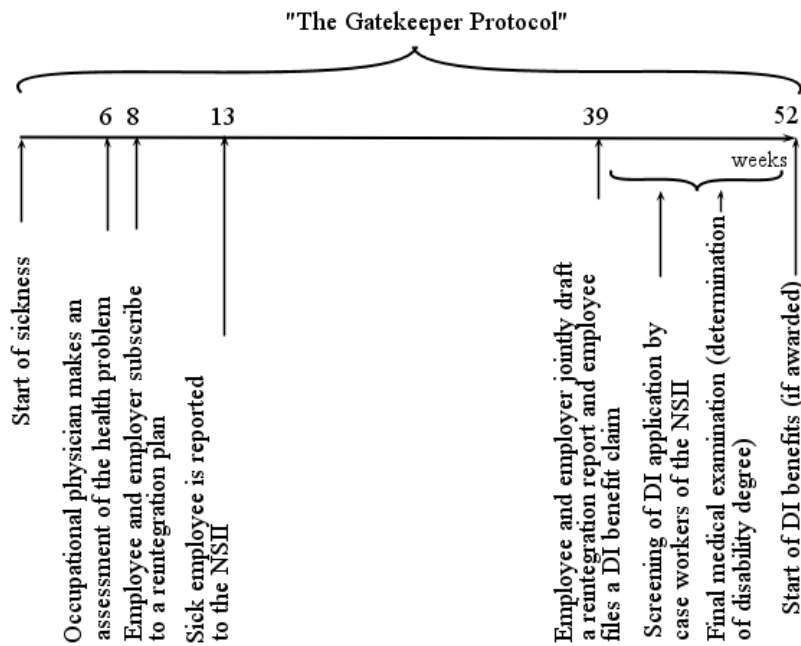 "The Gatekeeper Protocol"
6 8 13 39 52
weeks
Start of sickness
Occupational physician makes an
assessment of the health problem
Employee and employer subscribe
to a reintegration plan
Sick employee is reported
to the NSII
Employee and employer jointly draft
a reintegration report and employee
files a DI benefit claim
Screening of DI application by
case workers of the NSII
Final medical examination (determination
of disability degree)
Start of DI benefits (if awarded)